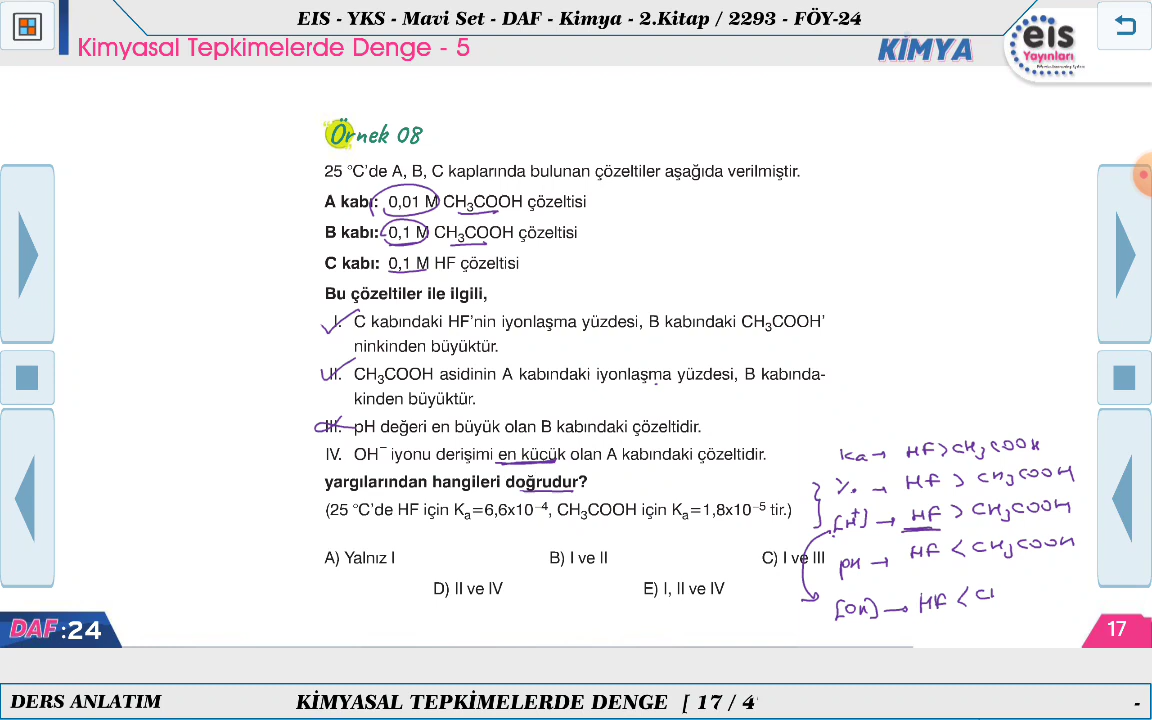 EIS - YKS - Mavi Set - DAF - Kimya - 2.Kitap / 2293 - FÖY-24
Kimyasal Tepkimelerde Denge - 5
KİMYA
eis
Yayınları
Örnek 08
25 °C'de A, B, C kaplarında bulunan çözeltiler aşağıda verilmiştir.
A kabı: 0,01 M CH₃COOH çözeltisi
B kabı: 0,1 M CH₃COOH çözeltisi
C kabı: 0,1 M HF çözeltisi
Bu çözeltiler ile ilgili,
I. C kabındaki HF'nin iyonlaşma yüzdesi, B kabındaki CH₃COOH'
ninkinden büyüktür.
II. CH₃COOH asidinin A kabındaki iyonlaşma yüzdesi, B kabında-
kinden büyüktür.
III. pH değeri en büyük olan B kabındaki çözeltidir.
IV. OH⁻ iyonu derişimi en küçük olan A kabındaki çözeltidir.
yargılarından hangileri doğrudur?
(25 °C'de HF için Kₐ=6,6x10⁻⁴, CH₃COOH için Kₐ=1,8x10⁻⁵ tir.)
A) Yalnız I B) I ve II C) I ve III
D) II ve IV E) I, II ve IV
Ka → HF > CH₃COOH
%. → HF > CH₃COOH
[H⁺] → HF > CH₃COOH
pH → HF < CH₃COOH
[OH] → HF < CH
DAF :24
17
DERS ANLATIM
KİMYASAL TEPKİMELERDE DENGE [ 17 / 4
-